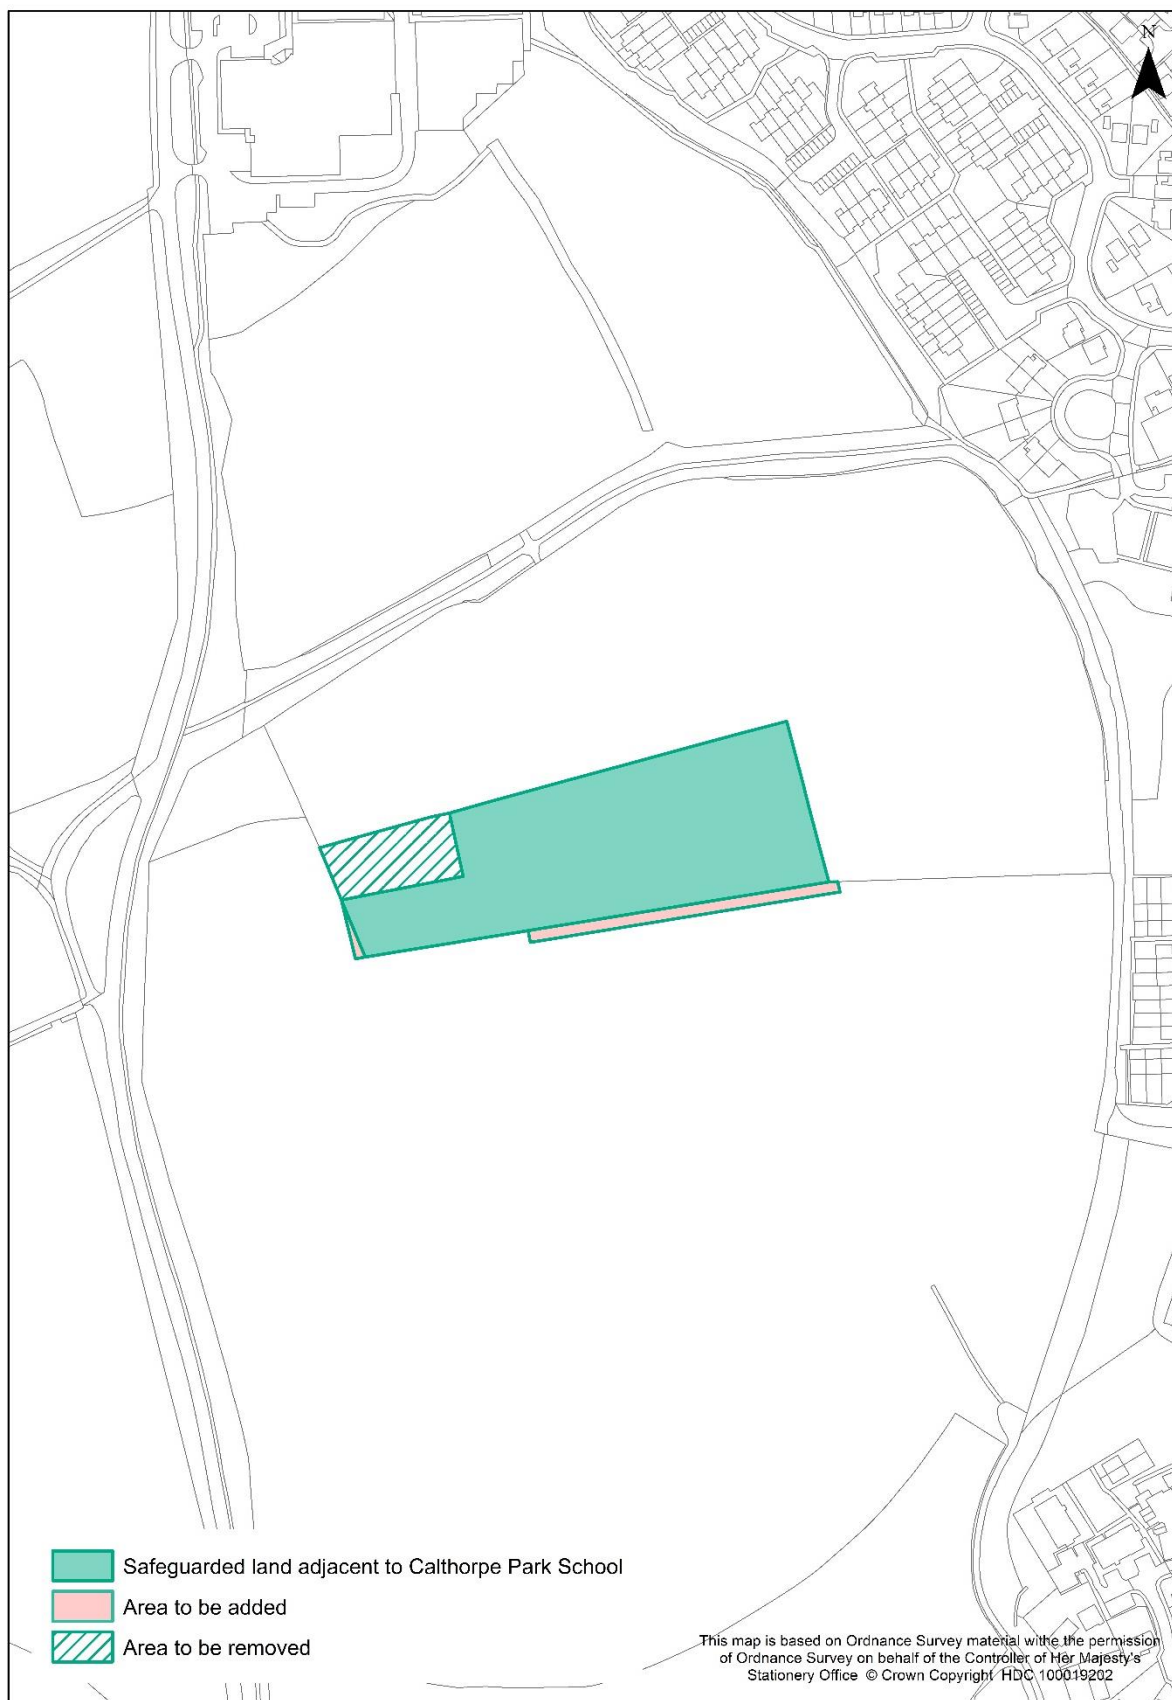 N
Safeguarded land adjacent to Calthorpe Park School
Area to be added
Area to be removed
This map is based on Ordnance Survey material withe the permission
of Ordnance Survey on behalf of the Controller of Her Majesty's
Stationery Office © Crown Copyright HDC 100019202